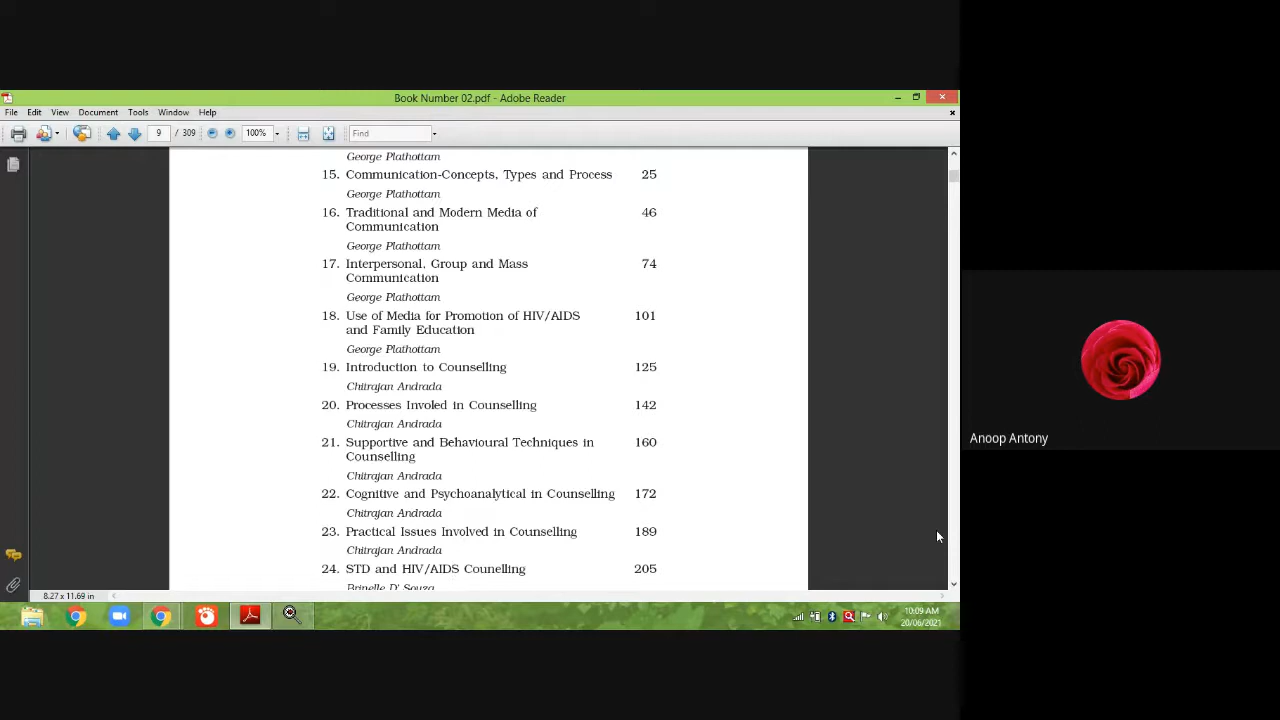 Book Number 02.pdf - Adobe Reader
File Edit View Document Tools Window Help
9 / 309 100% Find
George Plathottam
15. Communication-Concepts, Types and Process 25
George Plathottam
16. Traditional and Modern Media of 46
Communication
George Plathottam
17. Interpersonal, Group and Mass 74
Communication
George Plathottam
18. Use of Media for Promotion of HIV/AIDS 101
and Family Education
George Plathottam
19. Introduction to Counselling 125
Chitrajan Andrada
20. Processes Involed in Counselling 142
Chitrajan Andrada
21. Supportive and Behavioural Techniques in 160
Counselling
Chitrajan Andrada
22. Cognitive and Psychoanalytical in Counselling 172
Chitrajan Andrada
23. Practical Issues Involved in Counselling 189
Chitrajan Andrada
24. STD and HIV/AIDS Counelling 205
Brinelle D' Souza
8.27 x 11.69 in
10:09 AM
20/06/2021
Anoop Antony